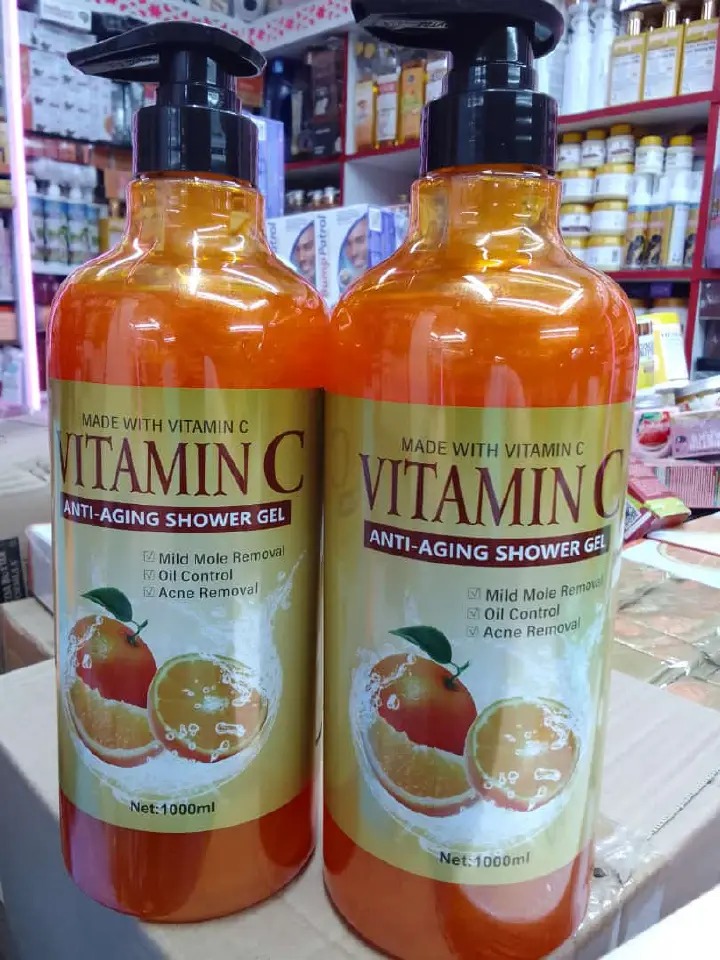 MADE WITH VITAMIN C
VITAMIN C
ANTI-AGING SHOWER GEL
Mild Mole Removal
Oil Control
Acne Removal
Net:1000ml
MADE WITH VITAMIN C
VITAMIN C
ANTI-AGING SHOWER GEL
Mild Mole Removal
Oil Control
Acne Removal
Net:1000ml